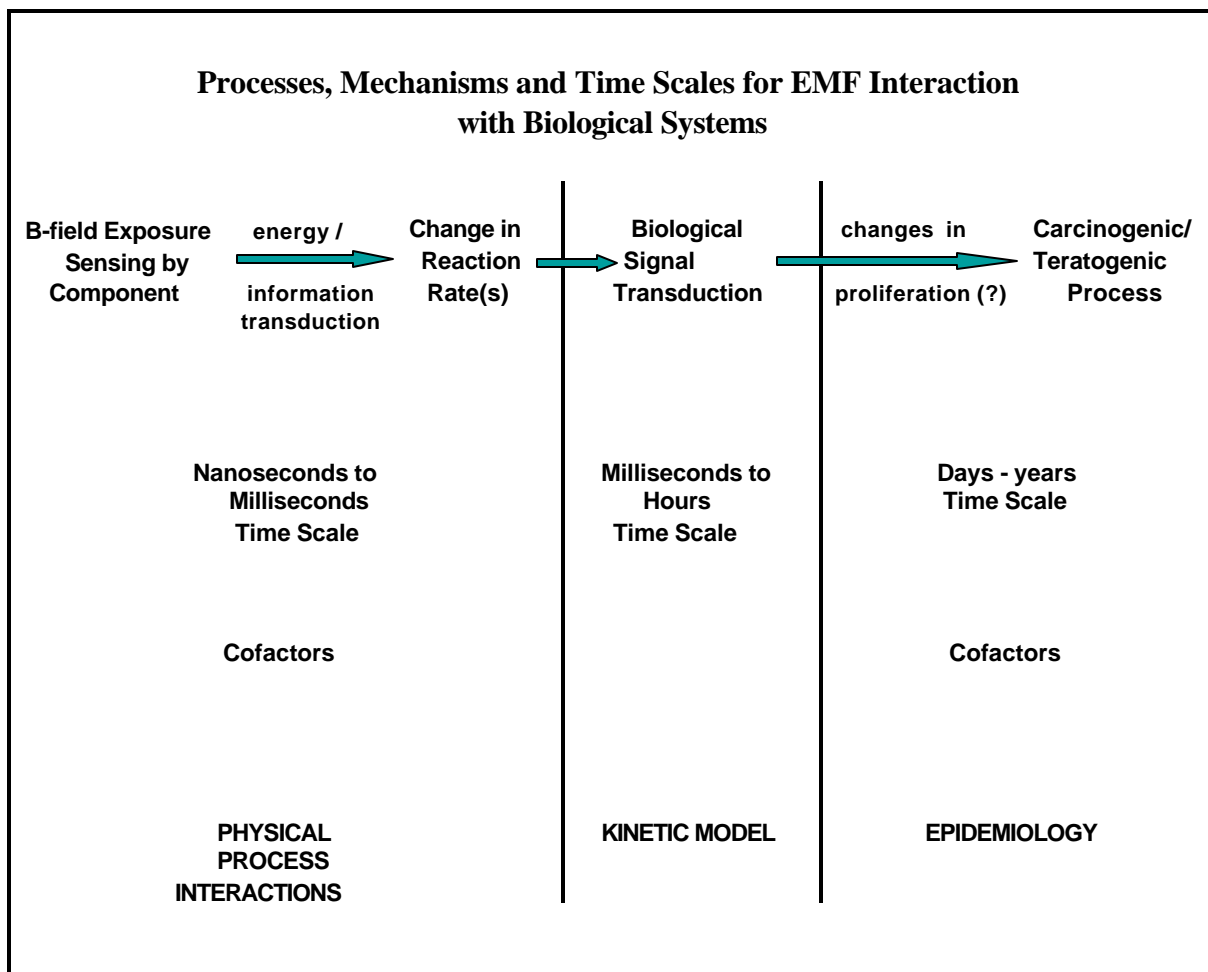 Processes, Mechanisms and Time Scales for EMF Interaction
with Biological Systems
B-field Exposure
Sensing by
Component
energy /
information
transduction
Change in
Reaction
Rate(s)
Biological
Signal
Transduction
changes in
proliferation (?)
Carcinogenic/
Teratogenic
Process
Nanoseconds to
Milliseconds
Time Scale
Milliseconds to
Hours
Time Scale
Days - years
Time Scale
Cofactors
Cofactors
PHYSICAL
PROCESS
INTERACTIONS
KINETIC MODEL
EPIDEMIOLOGY